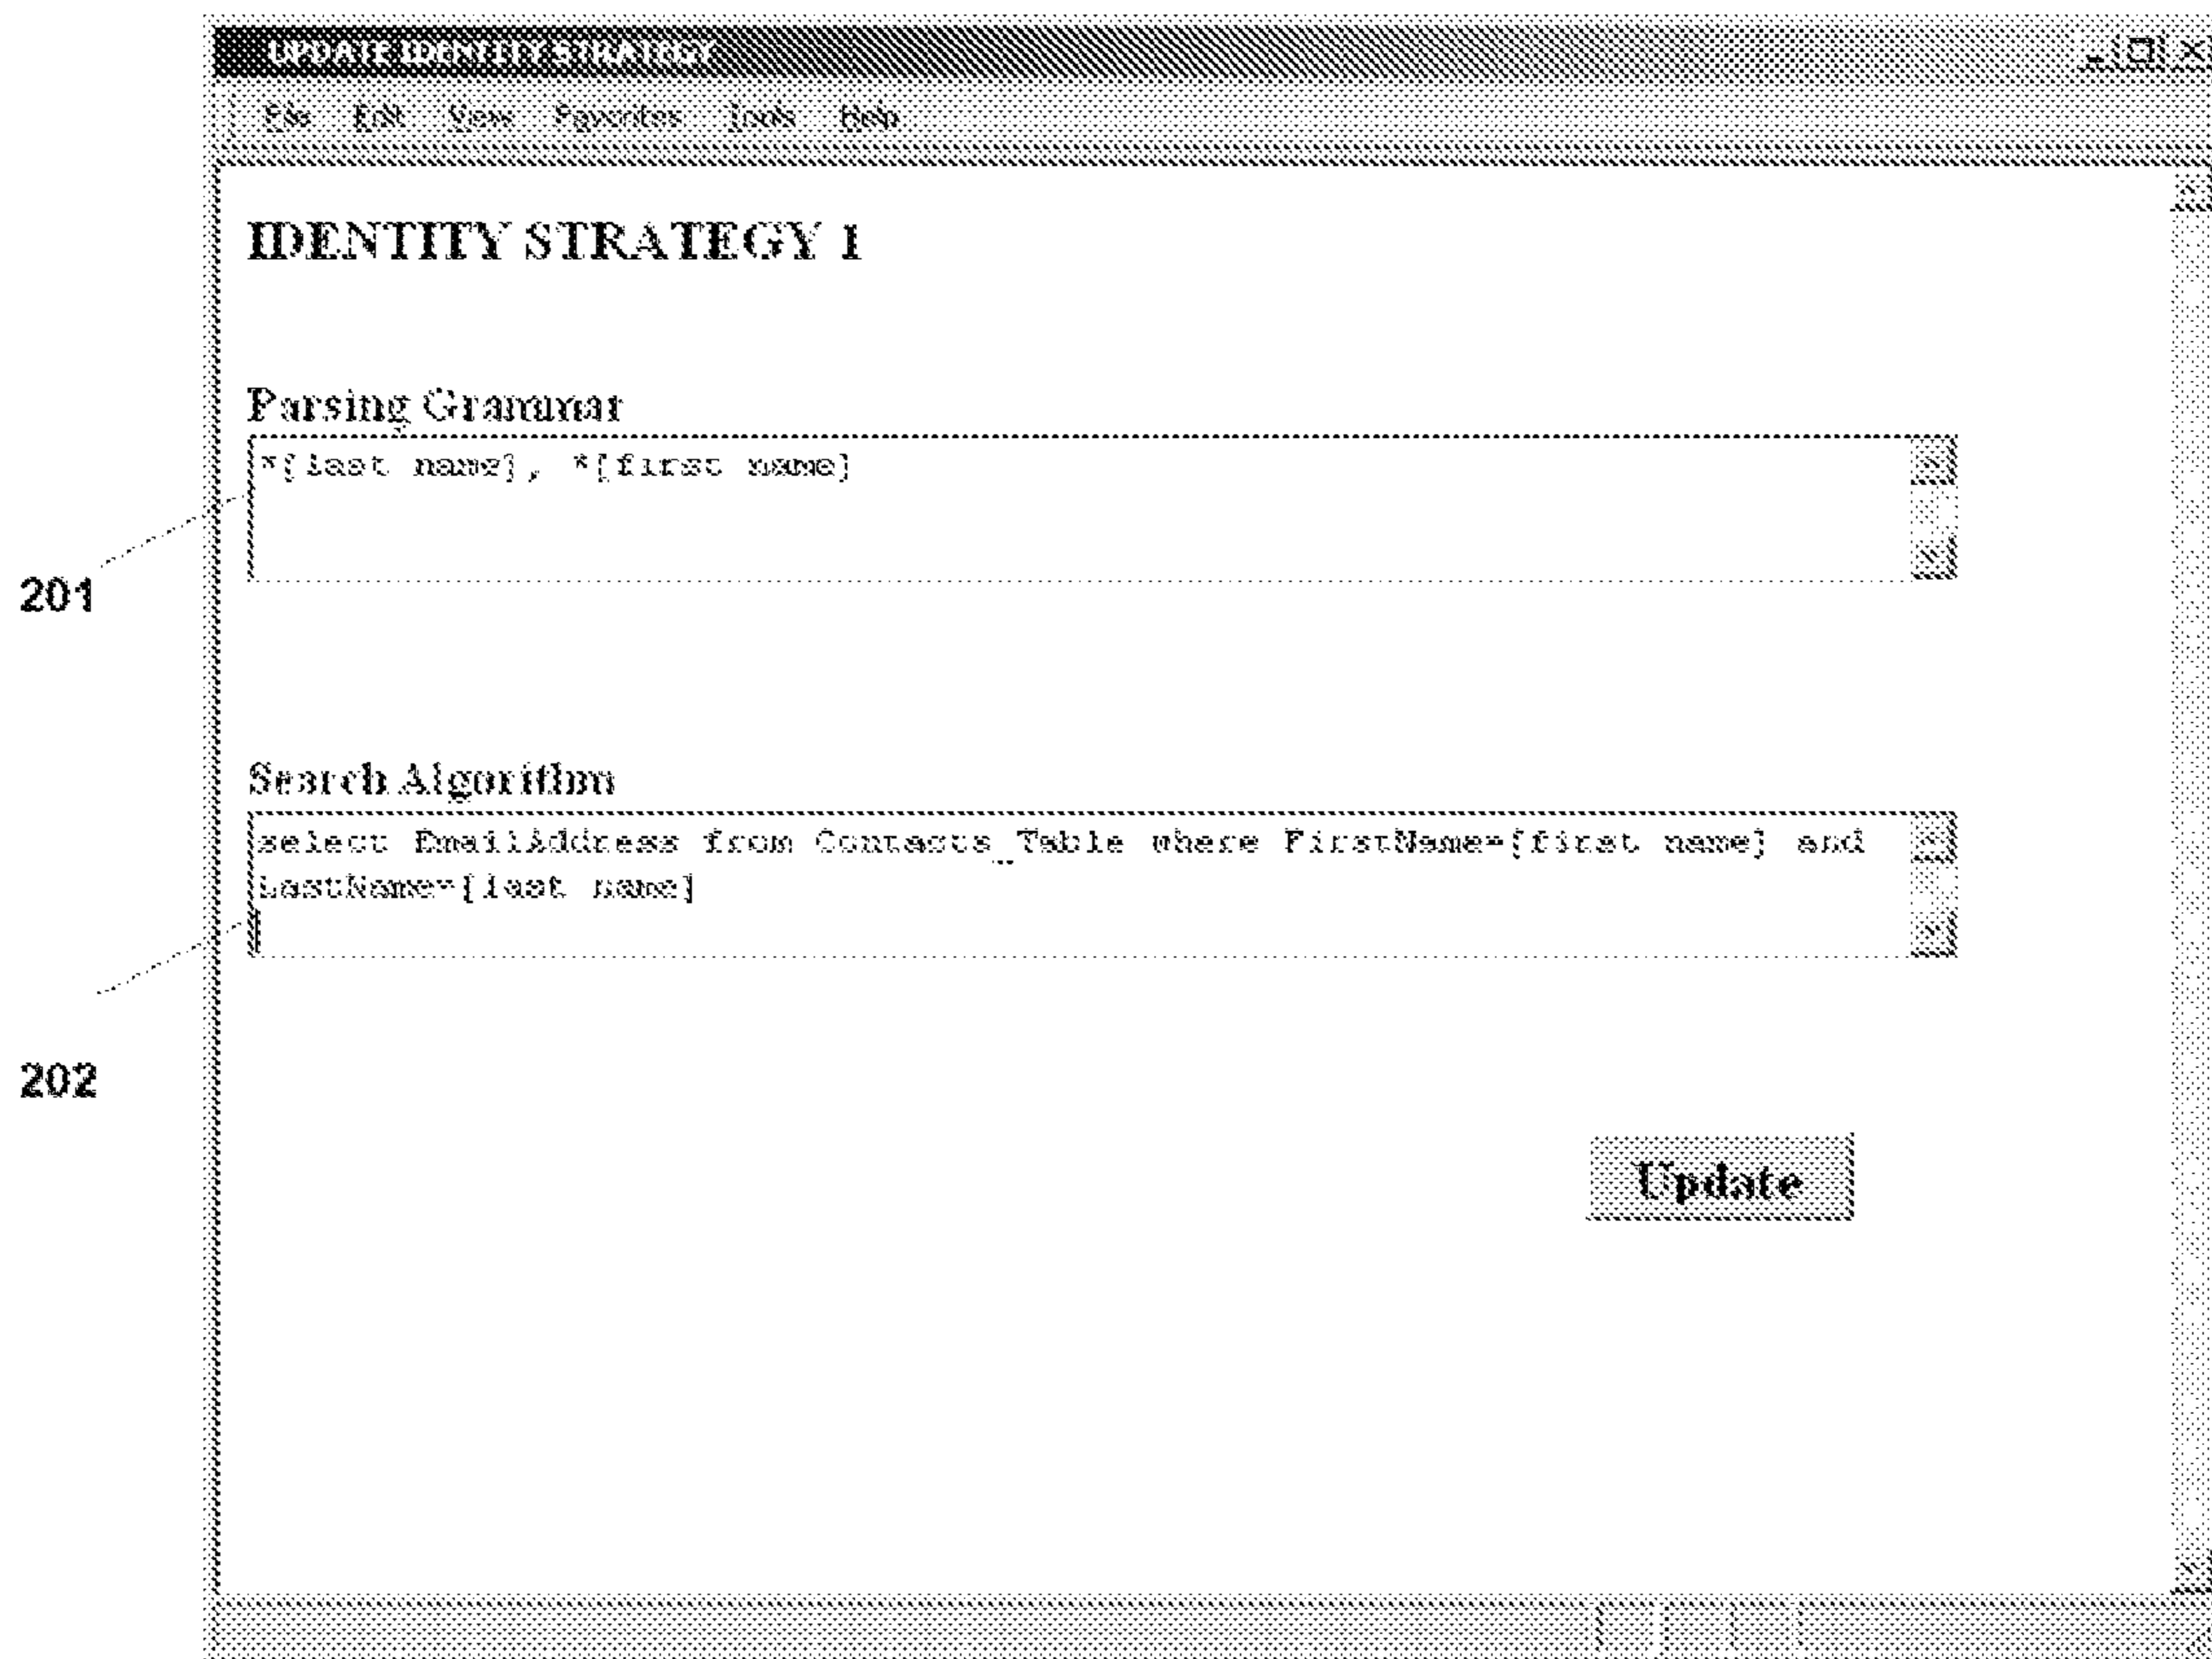 UPDATE IDENTITY STRATEGY
File Edit View Favorites Tools Help
IDENTITY STRATEGY 1
Parsing Grammar
*[last name], *[first name]
201
Search Algorithm
select EmailAddress from Contacts_Table where FirstName=[first name] and
LastName=[last name]
202
Update